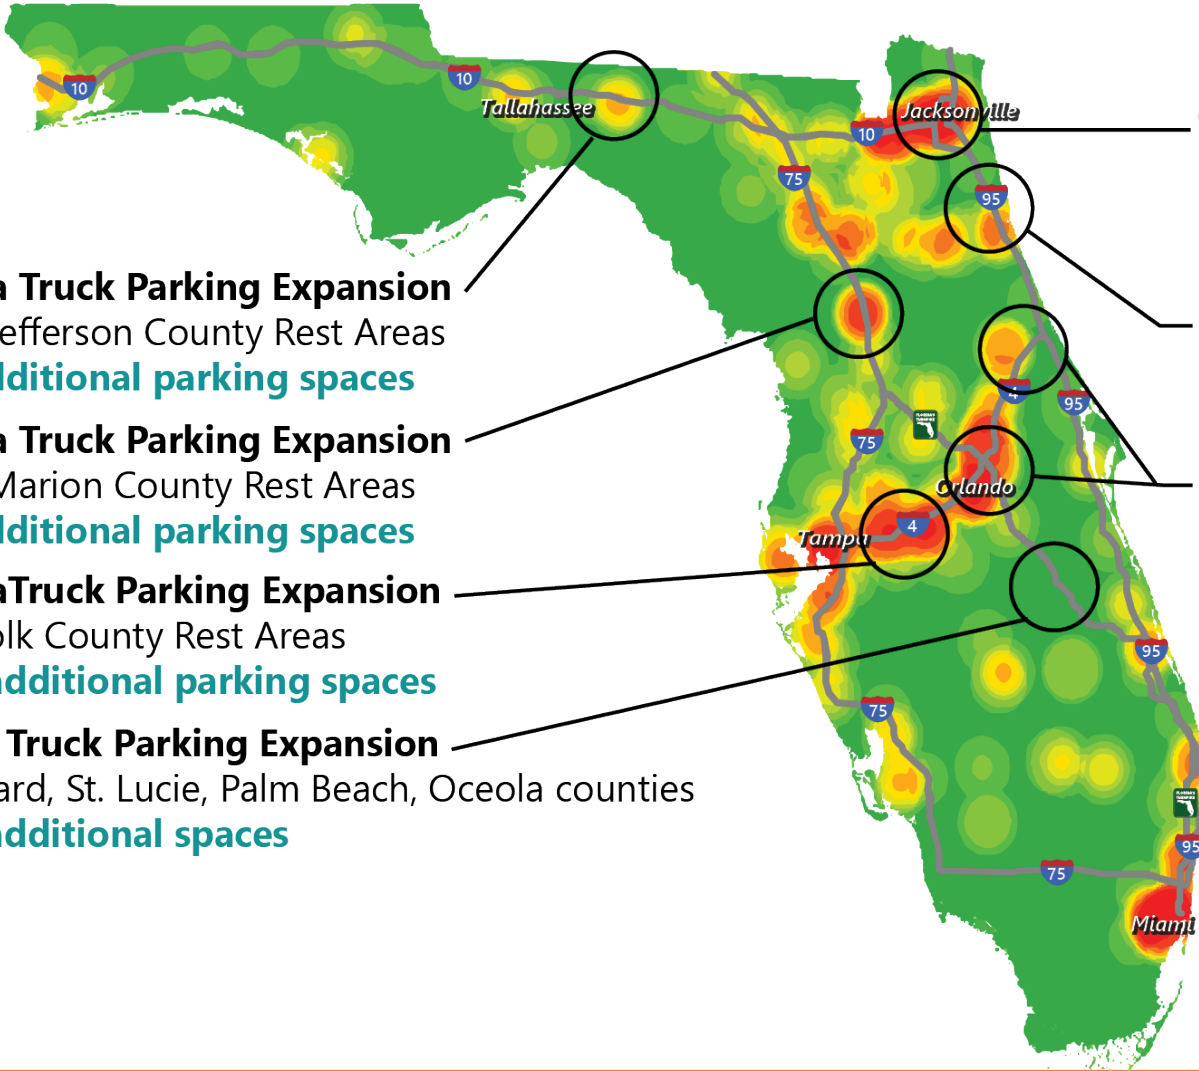 10
10
Tallahassee
Jacksonville
10
75
95
a Truck Parking Expansion
efferson County Rest Areas
dditional parking spaces
a Truck Parking Expansion
Marion County Rest Areas
dditional parking spaces
aTruck Parking Expansion
olk County Rest Areas
additional parking spaces
Truck Parking Expansion
ard, St. Lucie, Palm Beach, Oceola counties
additional spaces
4
95
75
Orlando
4
Tampa
95
75
95
75
Miami